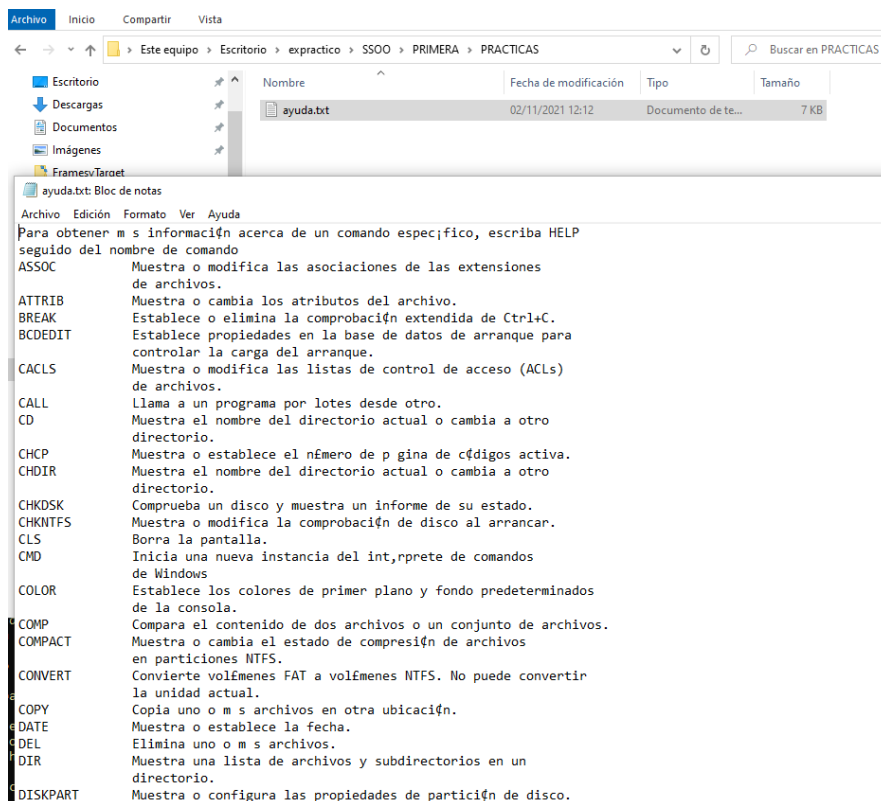 Archivo Inicio Compartir Vista
Este equipo > Escritorio > expractico > SSOO > PRIMERA > PRACTICAS
Buscar en PRACTICAS
Escritorio
Descargas
Documentos
Imágenes
FramesyTarget
Nombre Fecha de modificación Tipo Tamaño
ayuda.txt 02/11/2021 12:12 Documento de te... 7 KB
ayuda.txt: Bloc de notas
Archivo Edición Formato Ver Ayuda
Para obtener m s informaci¢n acerca de un comando espec¡fico, escriba HELP
seguido del nombre de comando
ASSOC Muestra o modifica las asociaciones de las extensiones
de archivos.
ATTRIB Muestra o cambia los atributos del archivo.
BREAK Establece o elimina la comprobaci¢n extendida de Ctrl+C.
BCDEDIT Establece propiedades en la base de datos de arranque para
controlar la carga del arranque.
CACLS Muestra o modifica las listas de control de acceso (ACLs)
de archivos.
CALL Llama a un programa por lotes desde otro.
CD Muestra el nombre del directorio actual o cambia a otro
directorio.
CHCP Muestra o establece el n£mero de p gina de c¢digos activa.
CHDIR Muestra el nombre del directorio actual o cambia a otro
directorio.
CHKDSK Comprueba un disco y muestra un informe de su estado.
CHKNTFS Muestra o modifica la comprobaci¢n de disco al arrancar.
CLS Borra la pantalla.
CMD Inicia una nueva instancia del int‚rprete de comandos
de Windows
COLOR Establece los colores de primer plano y fondo predeterminados
de la consola.
COMP Compara el contenido de dos archivos o un conjunto de archivos.
COMPACT Muestra o cambia el estado de compresi¢n de archivos
en particiones NTFS.
CONVERT Convierte vol£menes FAT a vol£menes NTFS. No puede convertir
la unidad actual.
COPY Copia uno o m s archivos en otra ubicaci¢n.
DATE Muestra o establece la fecha.
DEL Elimina uno o m s archivos.
DIR Muestra una lista de archivos y subdirectorios en un
directorio.
DISKPART Muestra o configura las propiedades de partici¢n de disco.